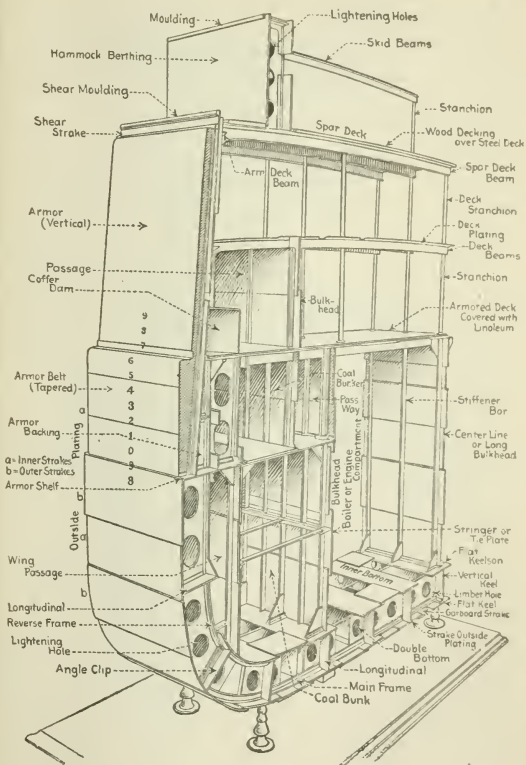 Moulding
Lightening Holes
Hammock Berthing
Skid Beams
Shear Moulding
Stanchion
Shear
Strake
Spar Deck
Wood Decking
over Steel Deck
Arm Deck
Beam
Spar Deck
Beam
Armor
(Vertical)
Deck
Stanchion
Deck
Plating
Deck
Beams
Passage
Coffer
Dam
Bulk-
head
Stanchion
Armored Deck
Covered with
Linoleum
9
8
7
6
5
4
3
2
1
0
9
8
Armor Belt
(Tapered)
Coal
Bunker
Pass
Way
Stiffener
Bar
Armor
Backing
a = Inner Strakes
b = Outer Strakes
Armor Shelf
Outside Plating
a
b
a
b
Bulkhead
Boiler or Engine
Compartment
Center Line
or Long
Bulkhead
Stringer or
Tie Plate
Wing
Passage
Inner Bottom
Flat
Keelson
Vertical
Keel
Limber Hole
Flat Keel
Garboard Strake
Longitudinal
Reverse Frame
Lightening
Hole
Angle Clip
Strake Outside
Plating
Double
Bottom
Longitudinal
Main Frame
Coal Bunk